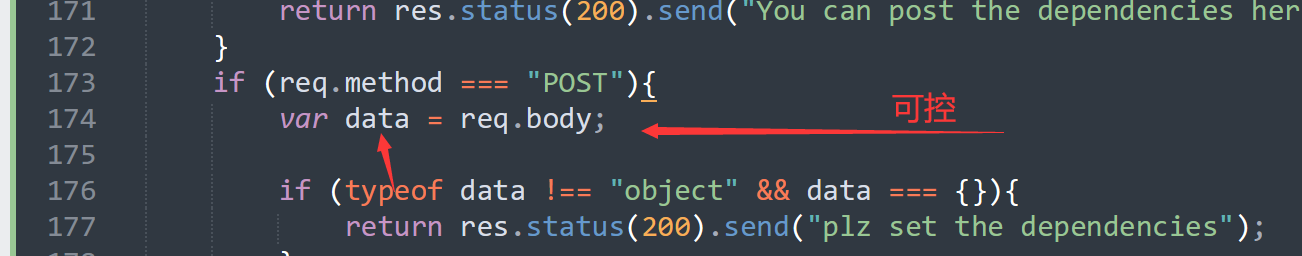 171 return res.status(200).send("You can post the dependencies her
172 }
173 if (req.method === "POST"){
174 var data = req.body;
可控
175
176 if (typeof data !== "object" && data === {}){
177 return res.status(200).send("plz set the dependencies");